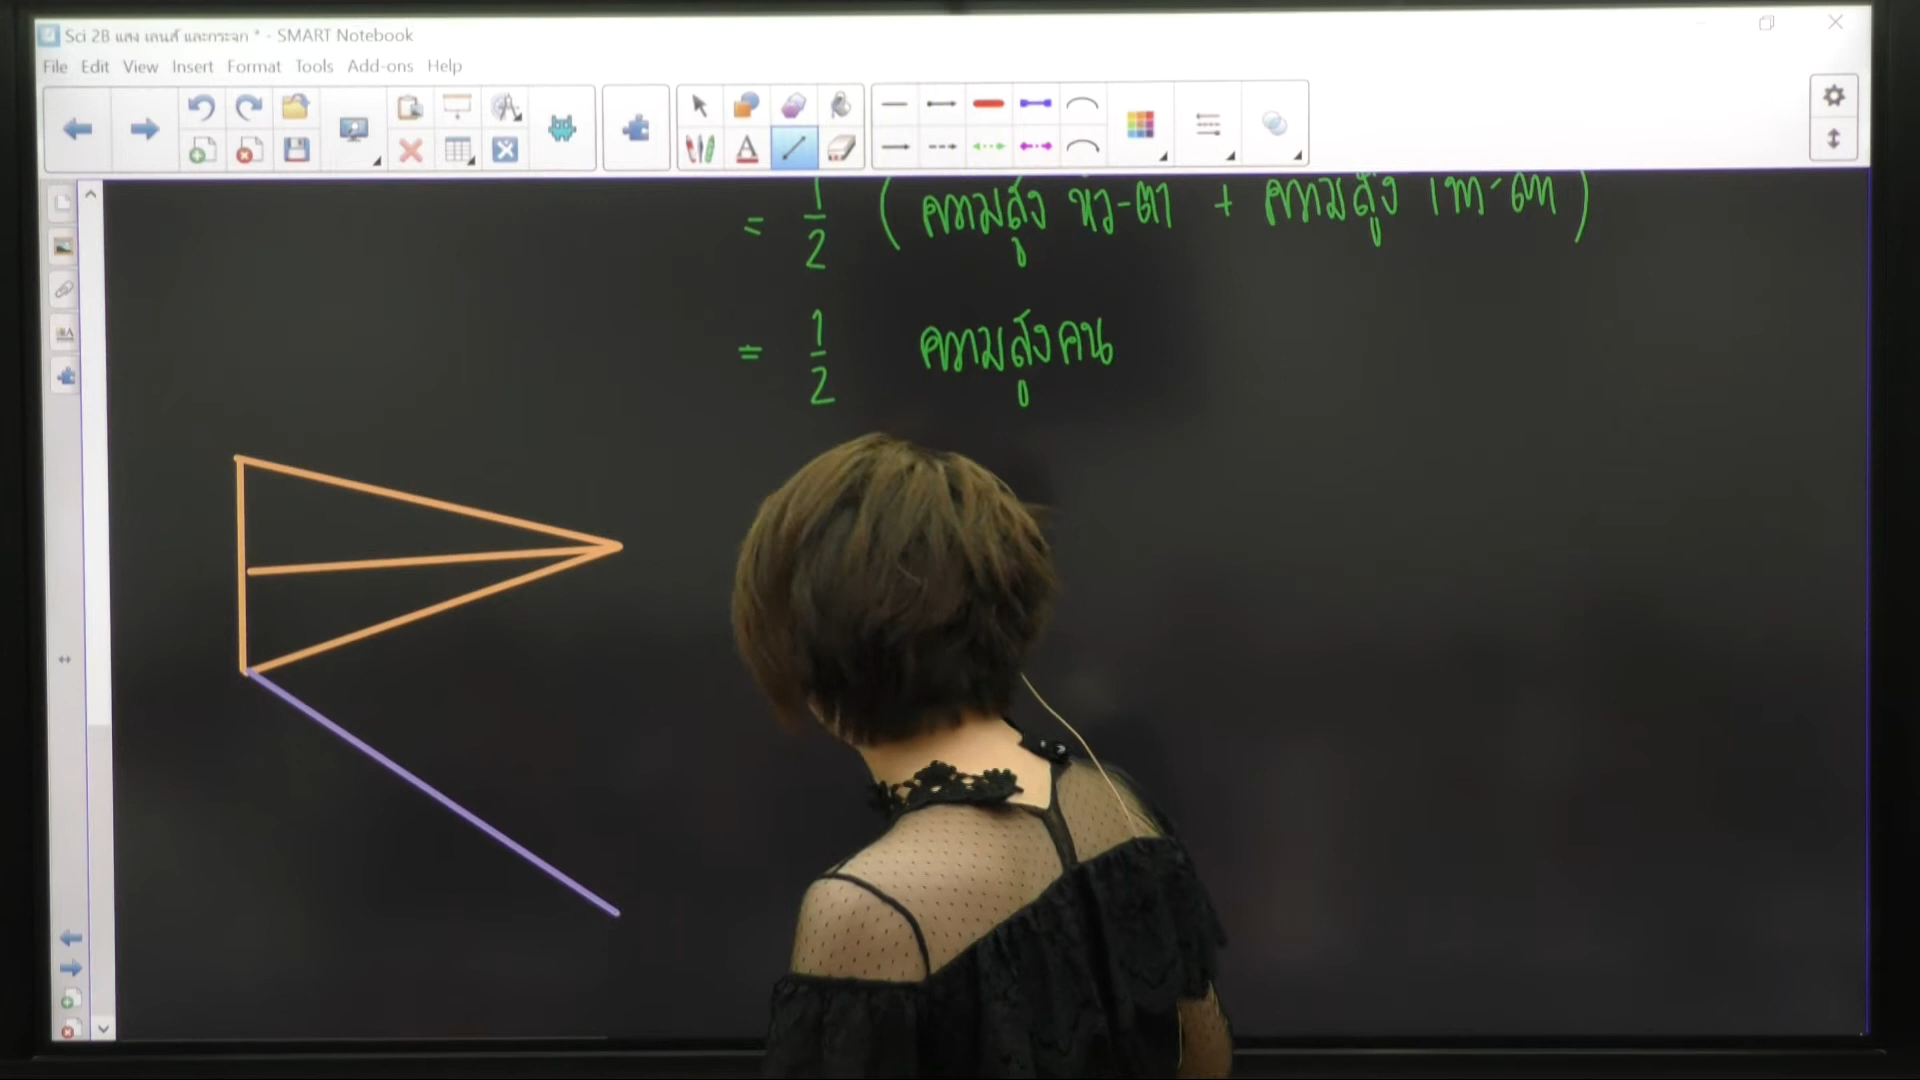 Sci 2B แสง เลนส์ และกระจก * - SMART Notebook
File Edit View Insert Format Tools Add-ons Help
= 1/2 ( ความสูง หัว-ตา + ความสูง เท้า-ตา )
= 1/2 ความสูงคน